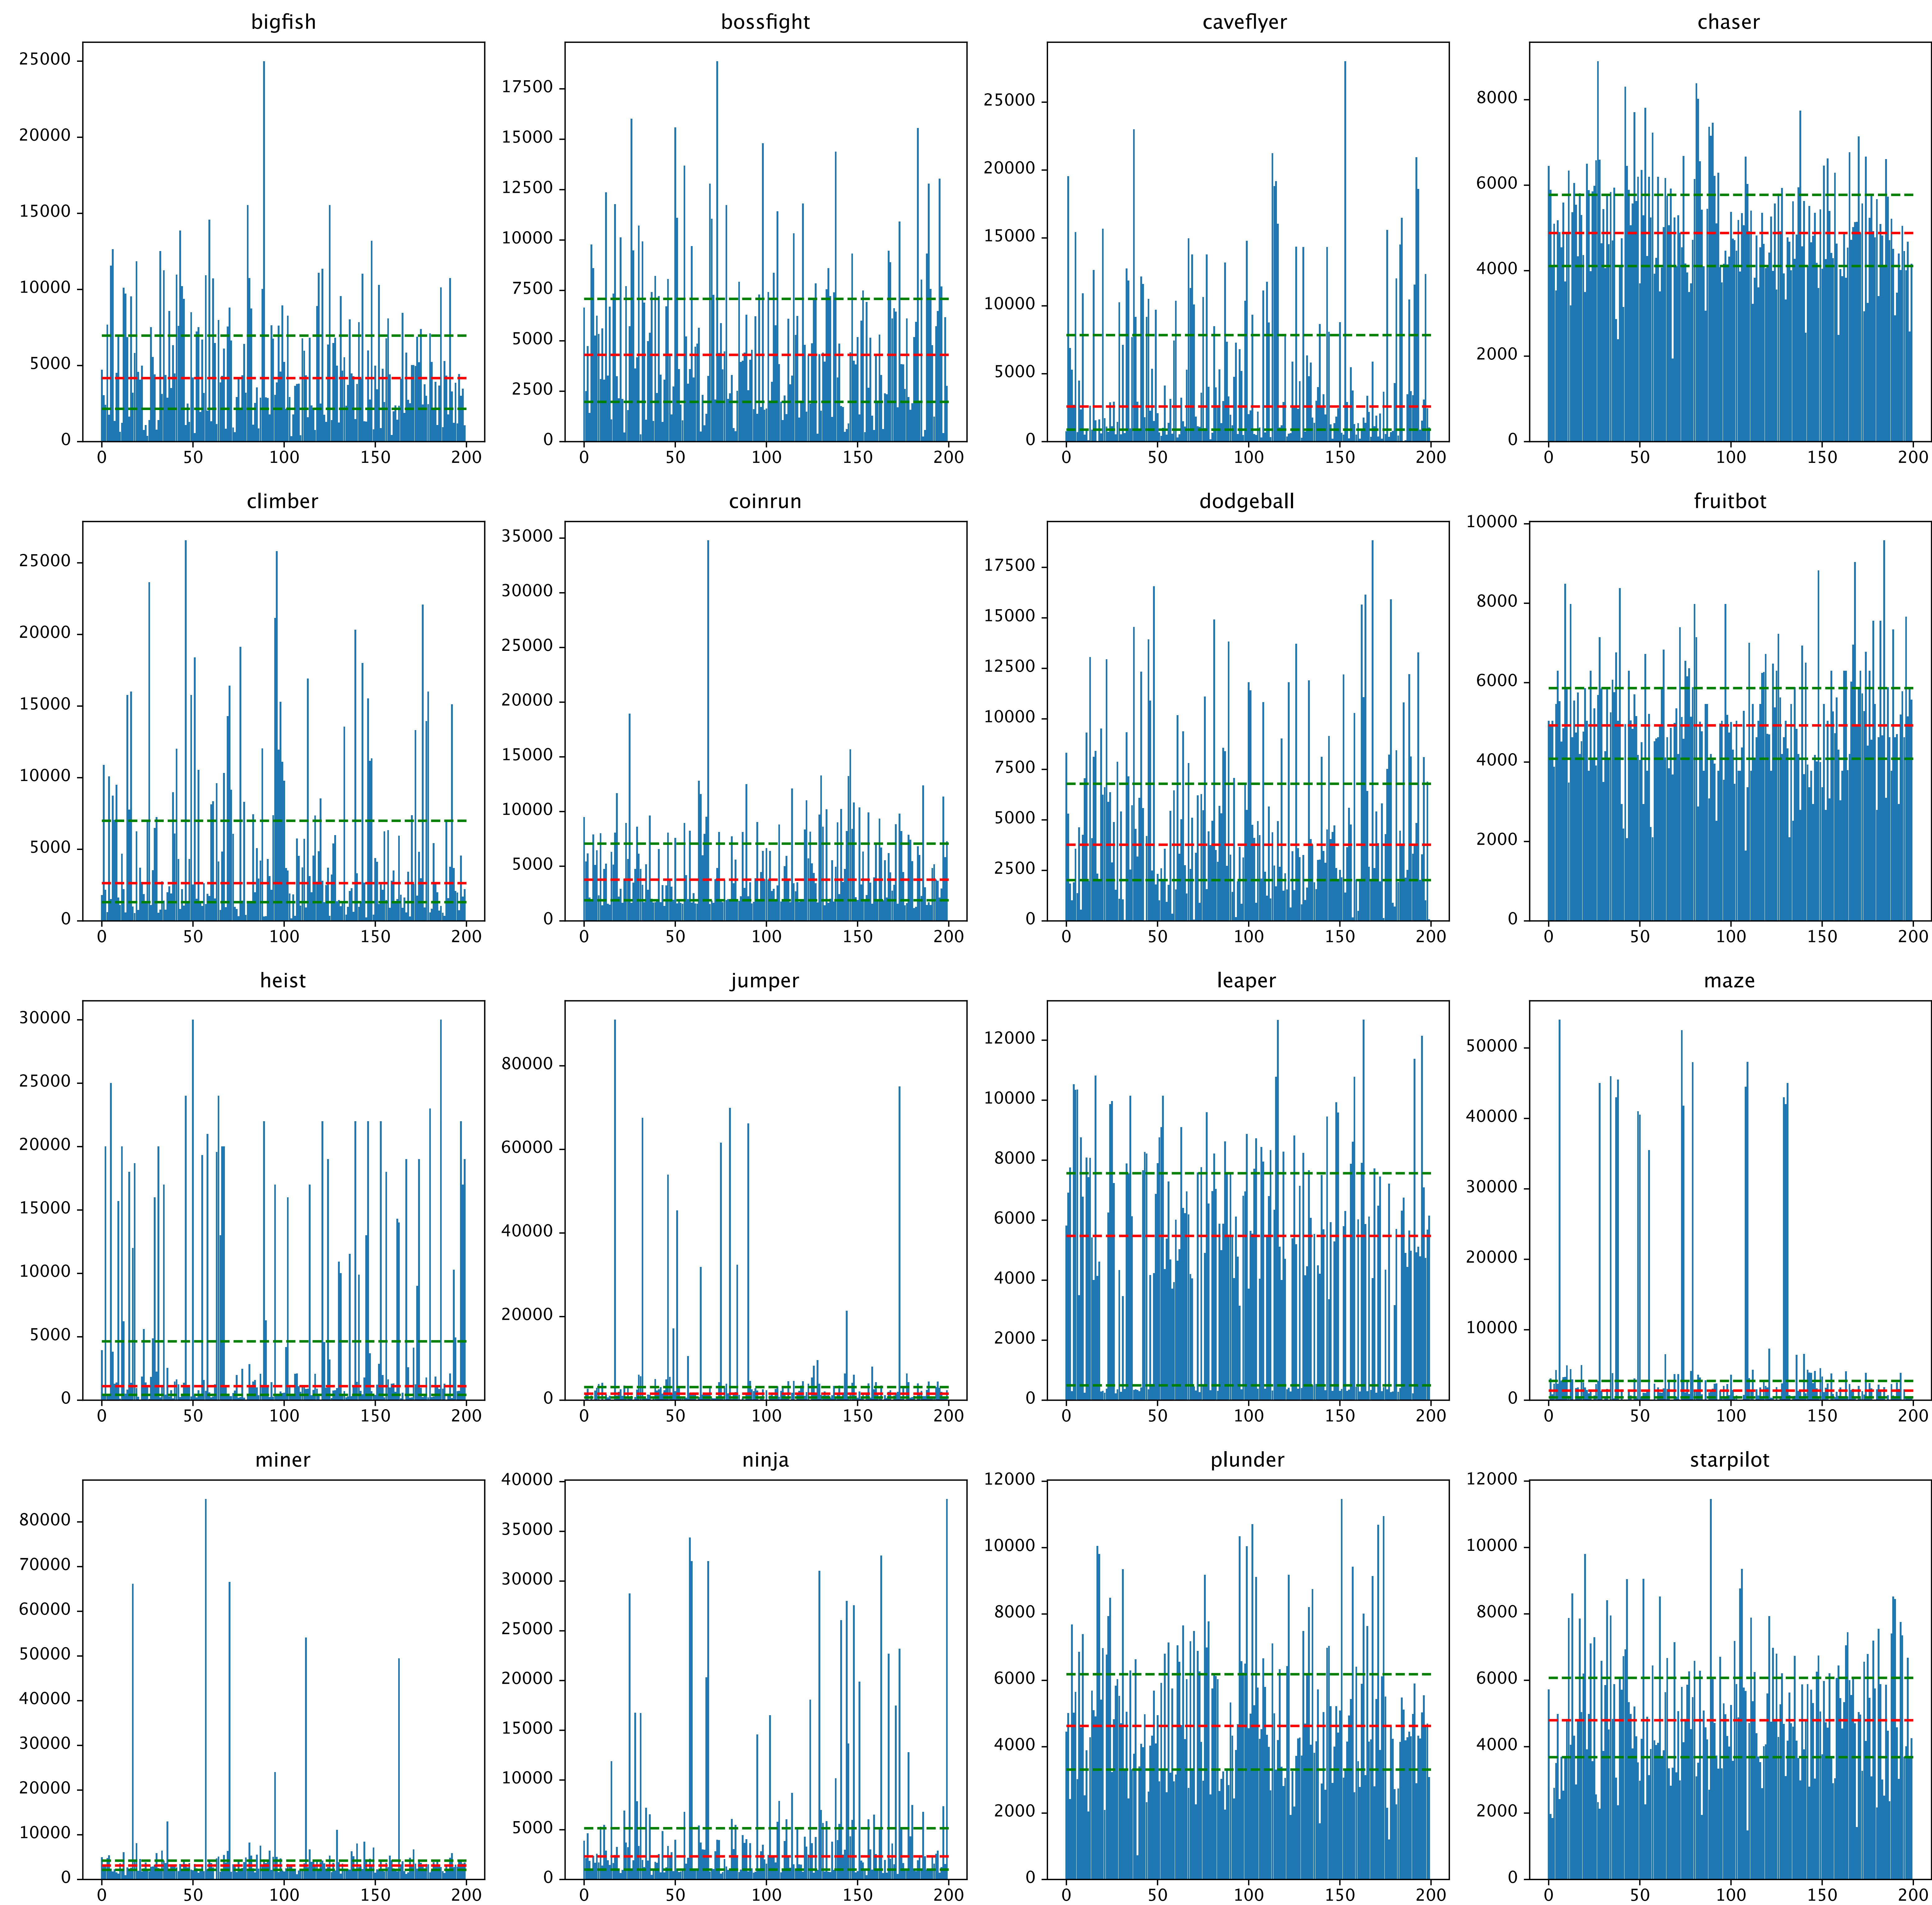 bigfish bossfight caveflyer chaser
25000 20000 15000 10000 5000 0
0 50 100 150 200
17500 15000 12500 10000 7500 5000 2500 0
0 50 100 150 200
25000 20000 15000 10000 5000 0
0 50 100 150 200
8000 6000 4000 2000 0
0 50 100 150 200
climber coinrun dodgeball fruitbot
25000 20000 15000 10000 5000 0
0 50 100 150 200
35000 30000 25000 20000 15000 10000 5000 0
0 50 100 150 200
17500 15000 12500 10000 7500 5000 2500 0
0 50 100 150 200
10000 8000 6000 4000 2000 0
0 50 100 150 200
heist jumper leaper maze
30000 25000 20000 15000 10000 5000 0
0 50 100 150 200
80000 60000 40000 20000 0
0 50 100 150 200
12000 10000 8000 6000 4000 2000 0
0 50 100 150 200
50000 40000 30000 20000 10000 0
0 50 100 150 200
miner ninja plunder starpilot
80000 70000 60000 50000 40000 30000 20000 10000 0
0 50 100 150 200
40000 35000 30000 25000 20000 15000 10000 5000 0
0 50 100 150 200
12000 10000 8000 6000 4000 2000 0
0 50 100 150 200
12000 10000 8000 6000 4000 2000 0
0 50 100 150 200